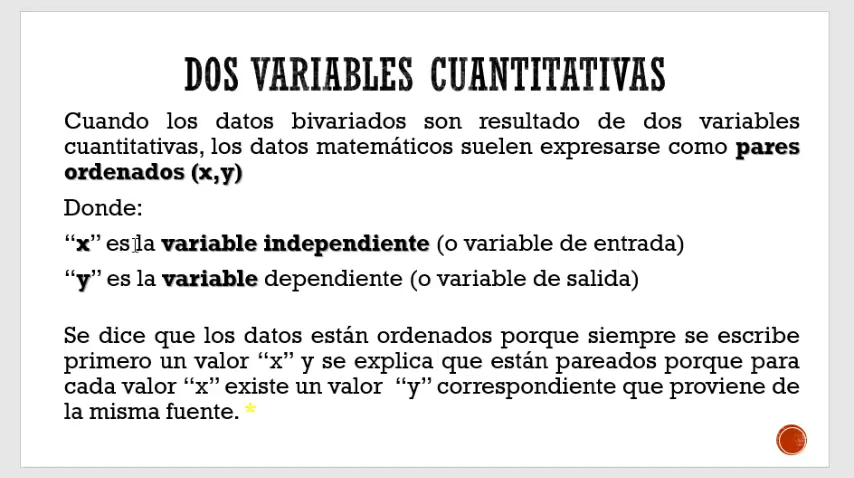 DOS VARIABLES CUANTITATIVAS
Cuando los datos bivariados son resultado de dos variables
cuantitativas, los datos matemáticos suelen expresarse como pares
ordenados (x,y)
Donde:
“x” es la variable independiente (o variable de entrada)
“y” es la variable dependiente (o variable de salida)
Se dice que los datos están ordenados porque siempre se escribe
primero un valor “x” y se explica que están pareados porque para
cada valor “x” existe un valor “y” correspondiente que proviene de
la misma fuente. *